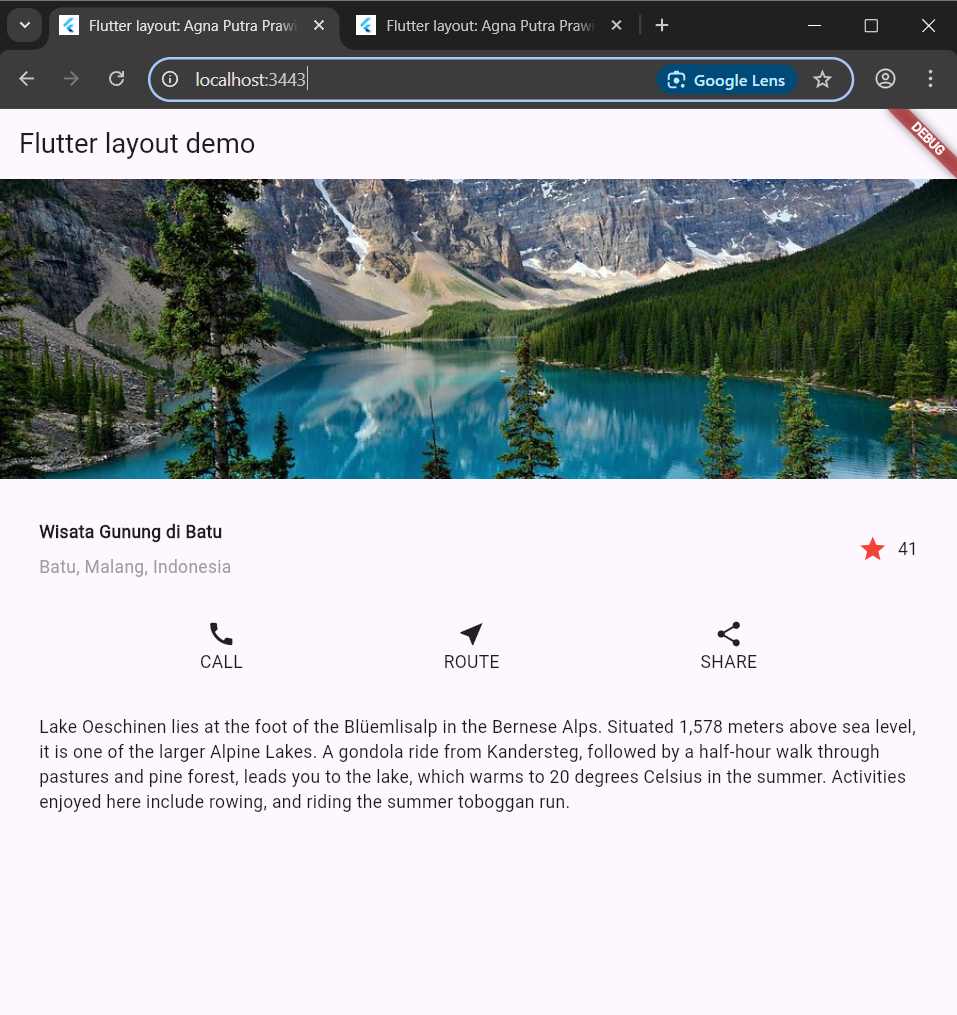 Flutter layout: Agna Putra Praw
Flutter layout: Agna Putra Praw
localhost:3443
Google Lens
Flutter layout demo
DEBUG
Wisata Gunung di Batu
Batu, Malang, Indonesia
41
CALL
ROUTE
SHARE
Lake Oeschinen lies at the foot of the Blüemlisalp in the Bernese Alps. Situated 1,578 meters above sea level,
it is one of the larger Alpine Lakes. A gondola ride from Kandersteg, followed by a half-hour walk through
pastures and pine forest, leads you to the lake, which warms to 20 degrees Celsius in the summer. Activities
enjoyed here include rowing, and riding the summer toboggan run.